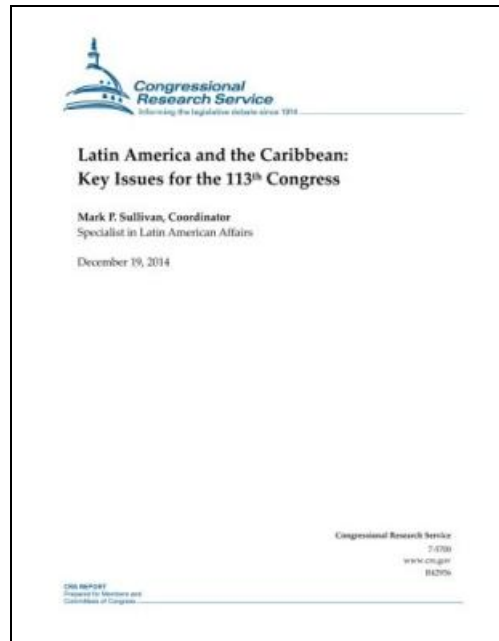 Congressional
Research Service
Informing the legislative debate since 1914
Latin America and the Caribbean:
Key Issues for the 113th Congress
Mark P. Sullivan, Coordinator
Specialist in Latin American Affairs
December 19, 2014
Congressional Research Service
7-5700
www.crs.gov
R42956
CRS REPORT
Prepared for Members and
Committees of Congress